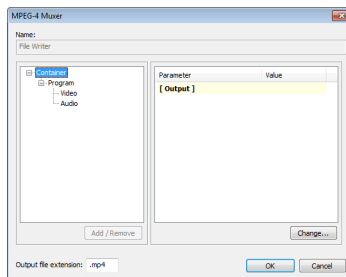 MPEG-4 Muxer
Name:
File Writer
Container
Program
Video
Audio
Parameter Value
[ Output ]
Add / Remove
Change...
Output file extension: .mp4
OK Cancel